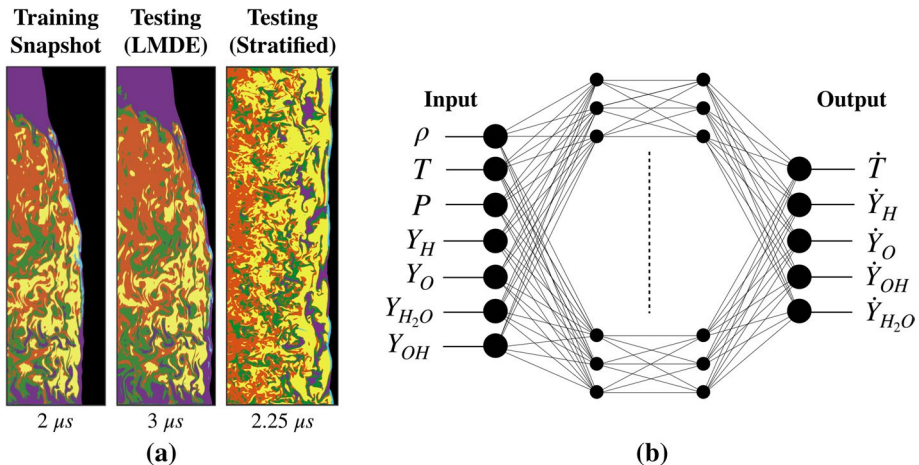 Training Snapshot
Testing (LMDE)
Testing (Stratified)
2 μs
3 μs
2.25 μs
(a)
Input
ρ
T
P
Y_H
Y_O
Y_{H_2O}
Y_{OH}
Output
Ṫ
Ẏ_H
Ẏ_O
Ẏ_{OH}
Ẏ_{H_2O}
(b)